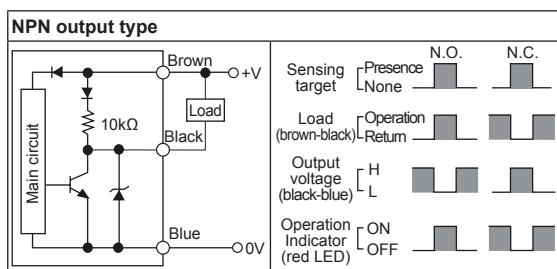 NPN output type
Brown
+V
Load
10kΩ
Black
Main circuit
Blue
0V
N.O.
N.C.
Sensing target
Presence
None
Load (brown-black)
Operation
Return
Output voltage (black-blue)
H
L
Operation Indicator (red LED)
ON
OFF